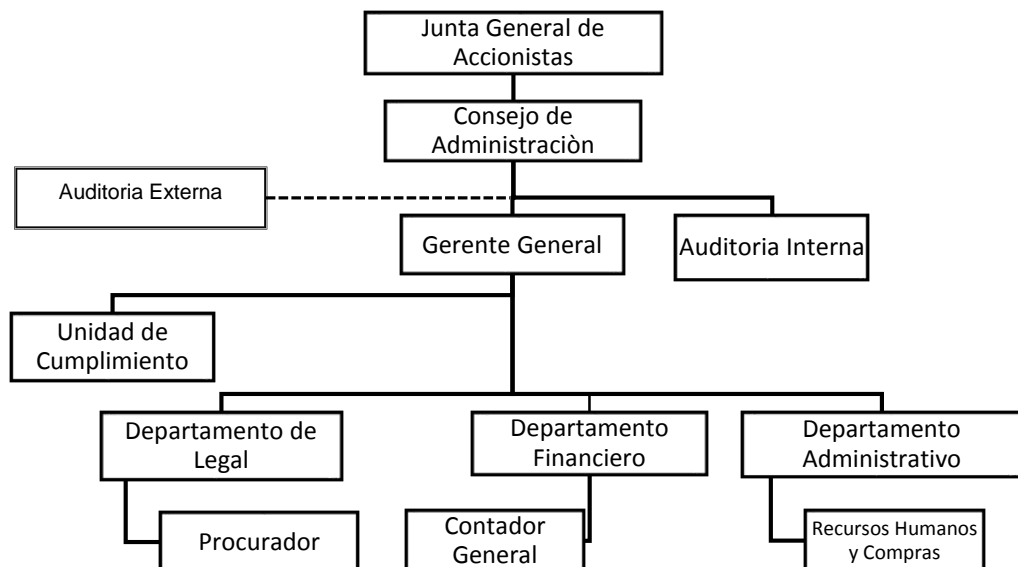 Junta General de
Accionistas
Consejo de
Administraciòn
Auditoria Externa
Gerente General
Auditoria Interna
Unidad de
Cumplimiento
Departamento de
Legal
Departamento
Financiero
Departamento
Administrativo
Procurador
Contador
General
Recursos Humanos
y Compras